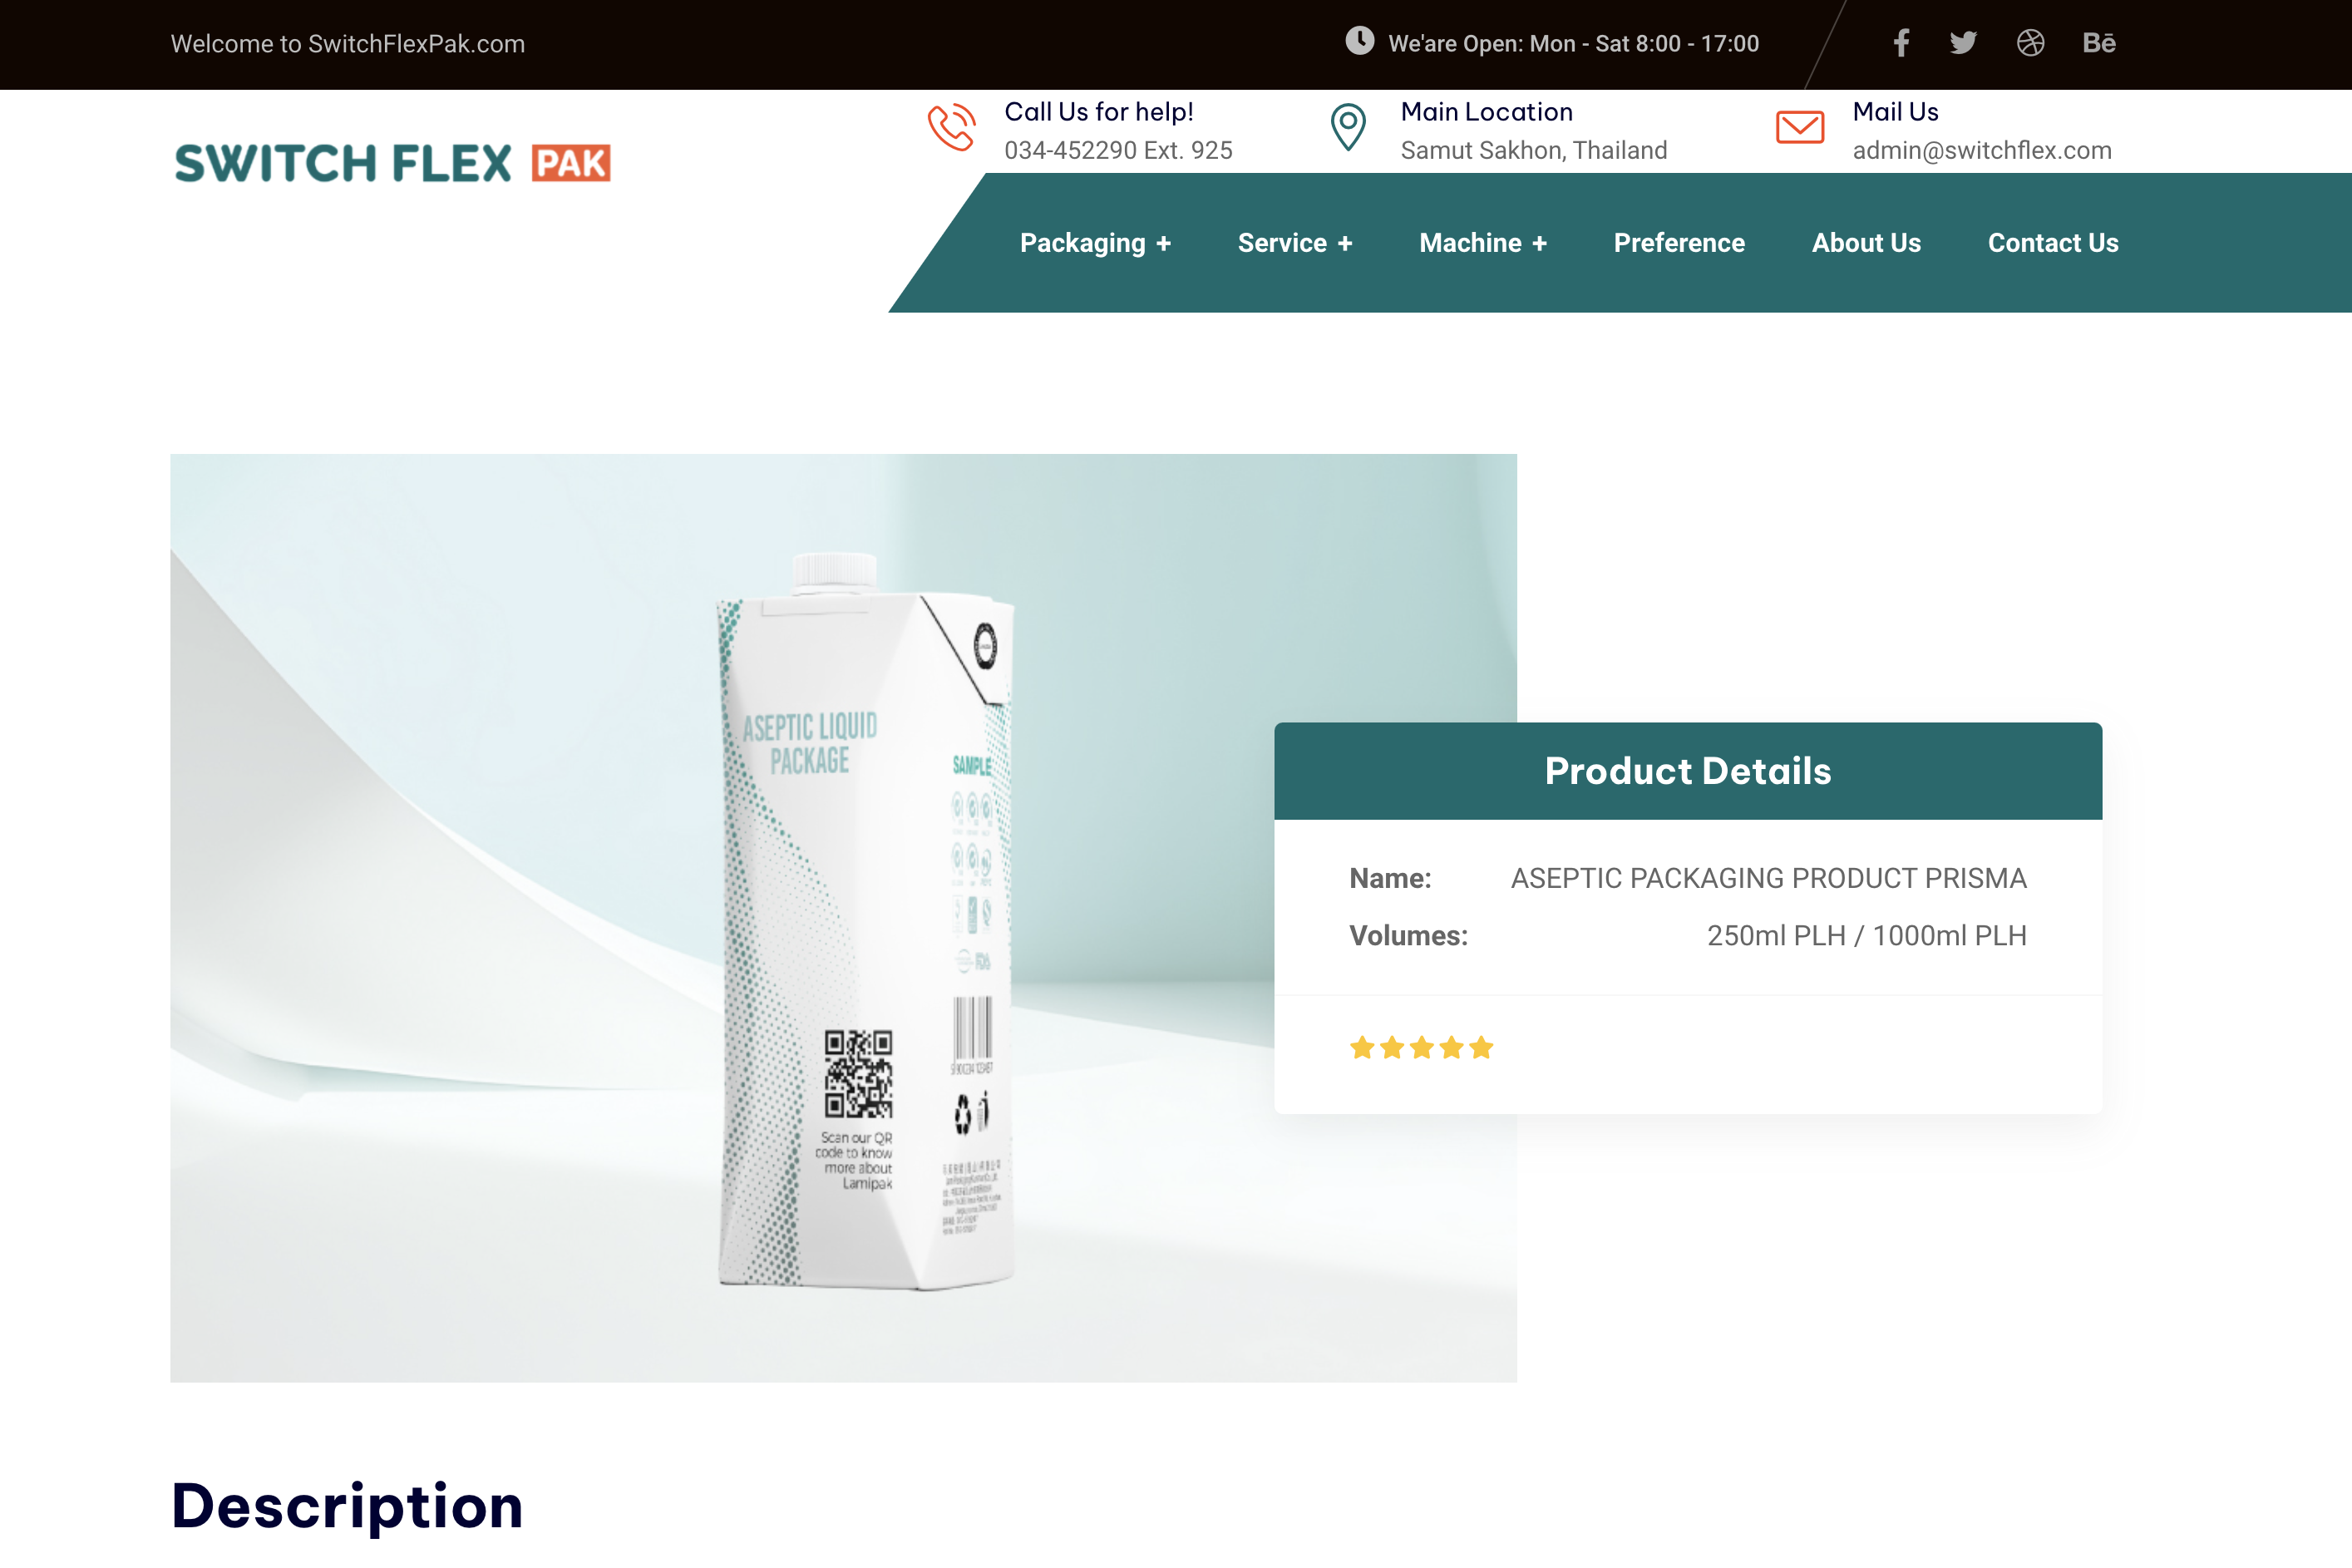 Welcome to SwitchFlexPak.com
We'are Open: Mon - Sat 8:00 - 17:00
Bē
SWITCH FLEX PAK
Call Us for help!
034-452290 Ext. 925
Main Location
Samut Sakhon, Thailand
Mail Us
admin@switchflex.com
Packaging +
Service +
Machine +
Preference
About Us
Contact Us
ASEPTIC LIQUID
PACKAGE
SAMPLE
FDA
Scan our QR
code to know
more about
Lamipak
Product Details
Name: ASEPTIC PACKAGING PRODUCT PRISMA
Volumes: 250ml PLH / 1000ml PLH
Description